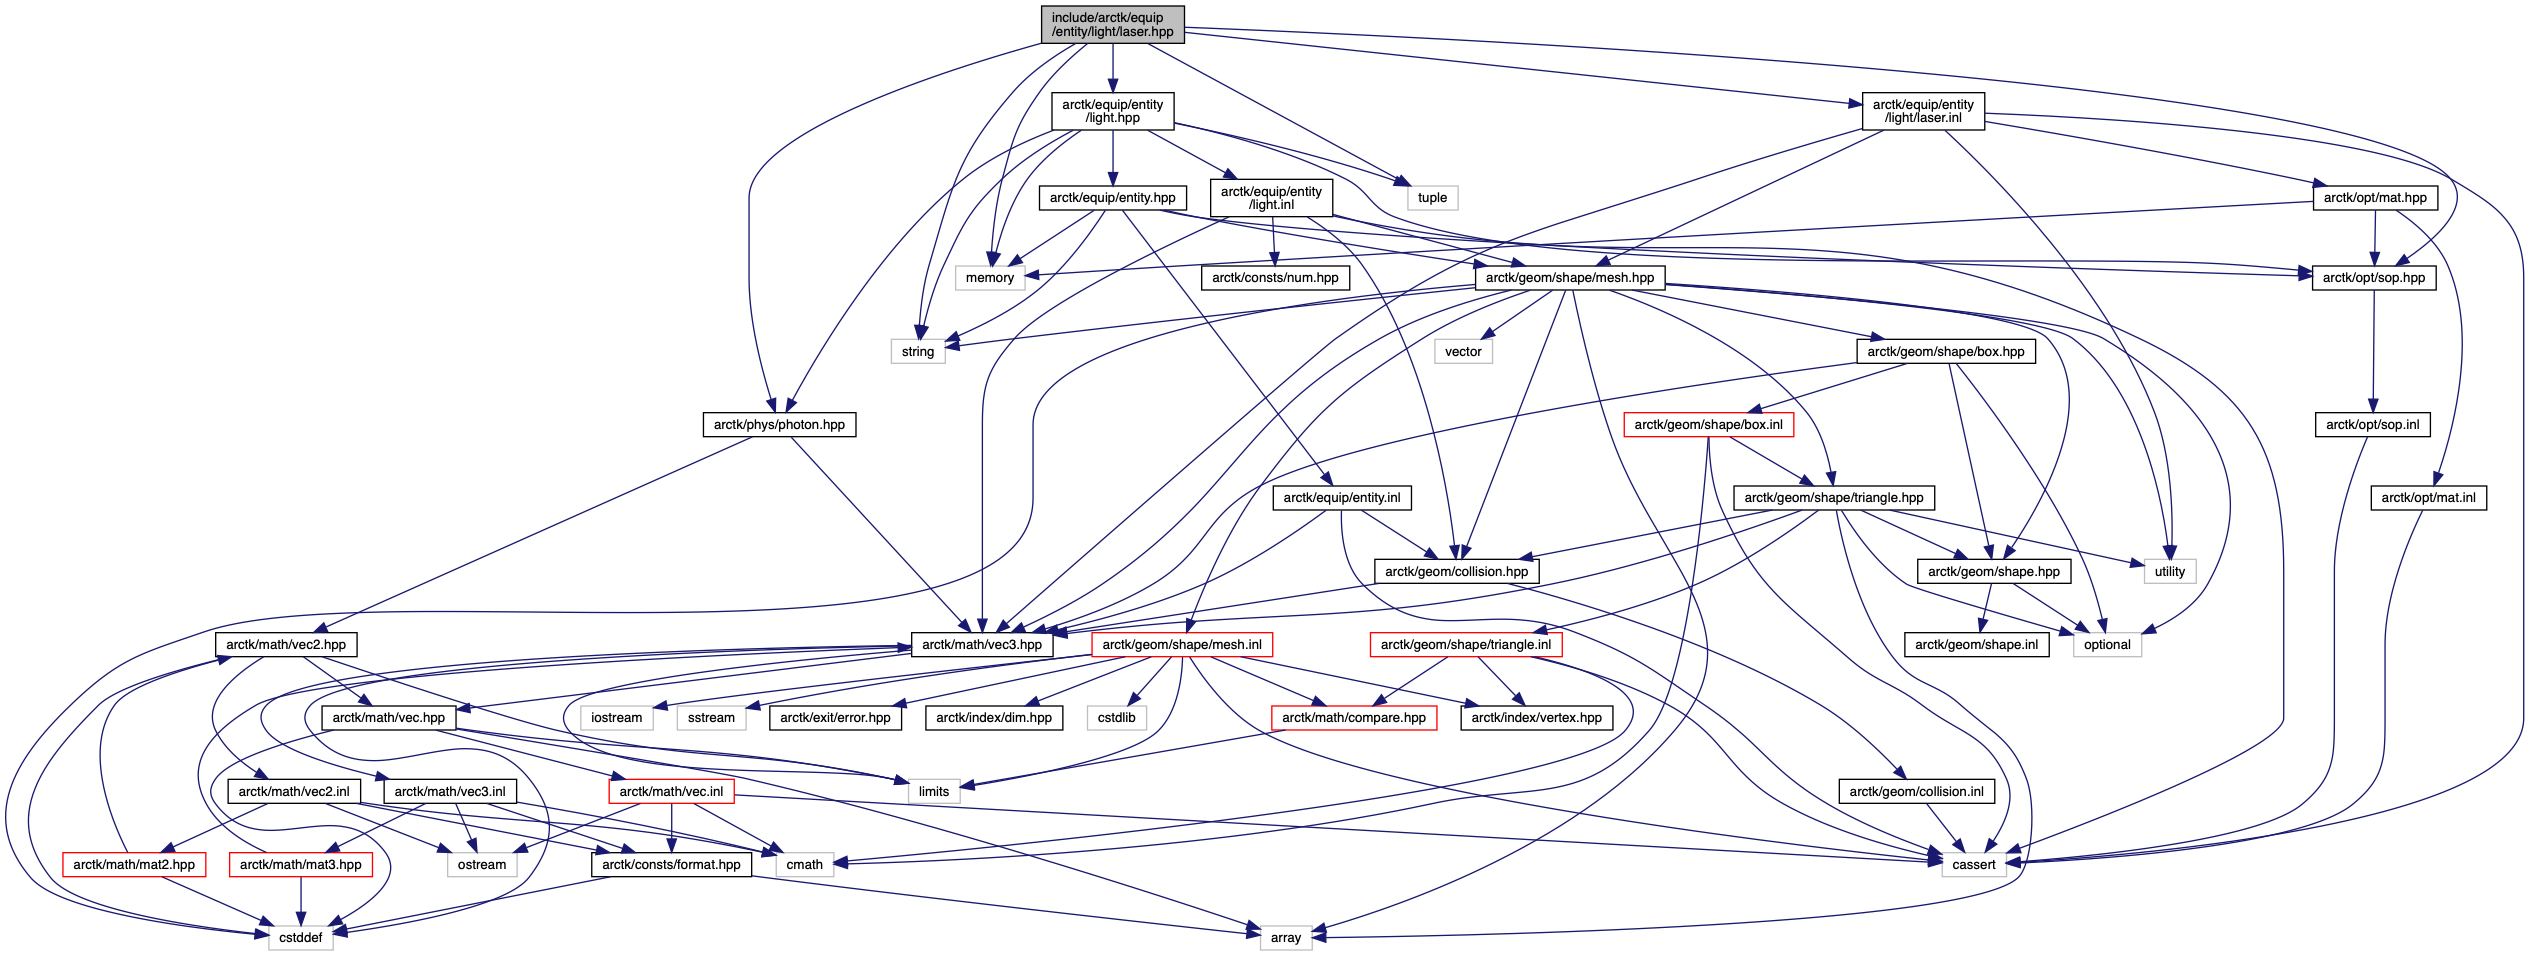 include/arctk/equip
/entity/light/laser.hpp
arctk/equip/entity
/light.hpp
arctk/equip/entity
/light/laser.inl
arctk/equip/entity.hpp
arctk/equip/entity
/light.inl
tuple
arctk/opt/mat.hpp
memory
arctk/consts/num.hpp
arctk/geom/shape/mesh.hpp
arctk/opt/sop.hpp
string
vector
arctk/geom/shape/box.hpp
arctk/phys/photon.hpp
arctk/geom/shape/box.inl
arctk/opt/sop.inl
arctk/equip/entity.inl
arctk/geom/shape/triangle.hpp
arctk/opt/mat.inl
arctk/geom/collision.hpp
arctk/geom/shape.hpp
utility
arctk/math/vec2.hpp
arctk/math/vec3.hpp
arctk/geom/shape/mesh.inl
arctk/geom/shape/triangle.inl
arctk/geom/shape.inl
optional
arctk/math/vec.hpp
iostream
sstream
arctk/exit/error.hpp
arctk/index/dim.hpp
cstdlib
arctk/math/compare.hpp
arctk/index/vertex.hpp
arctk/math/vec2.inl
arctk/math/vec3.inl
arctk/math/vec.inl
limits
arctk/geom/collision.inl
arctk/math/mat2.hpp
arctk/math/mat3.hpp
ostream
arctk/consts/format.hpp
cmath
cassert
cstddef
array